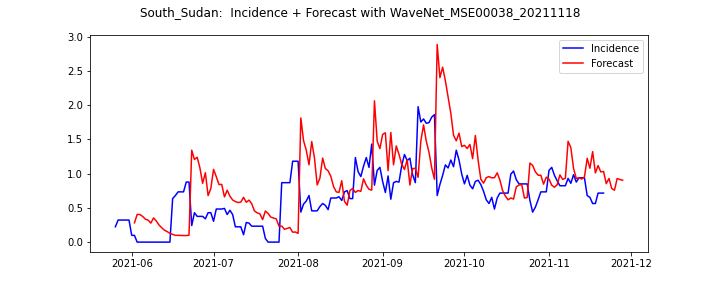 South_Sudan:  Incidence + Forecast with WaveNet_MSE00038_20211118
3.0
2.5
2.0
1.5
1.0
0.5
0.0
Incidence
Forecast
2021-06 2021-07 2021-08 2021-09 2021-10 2021-11 2021-12